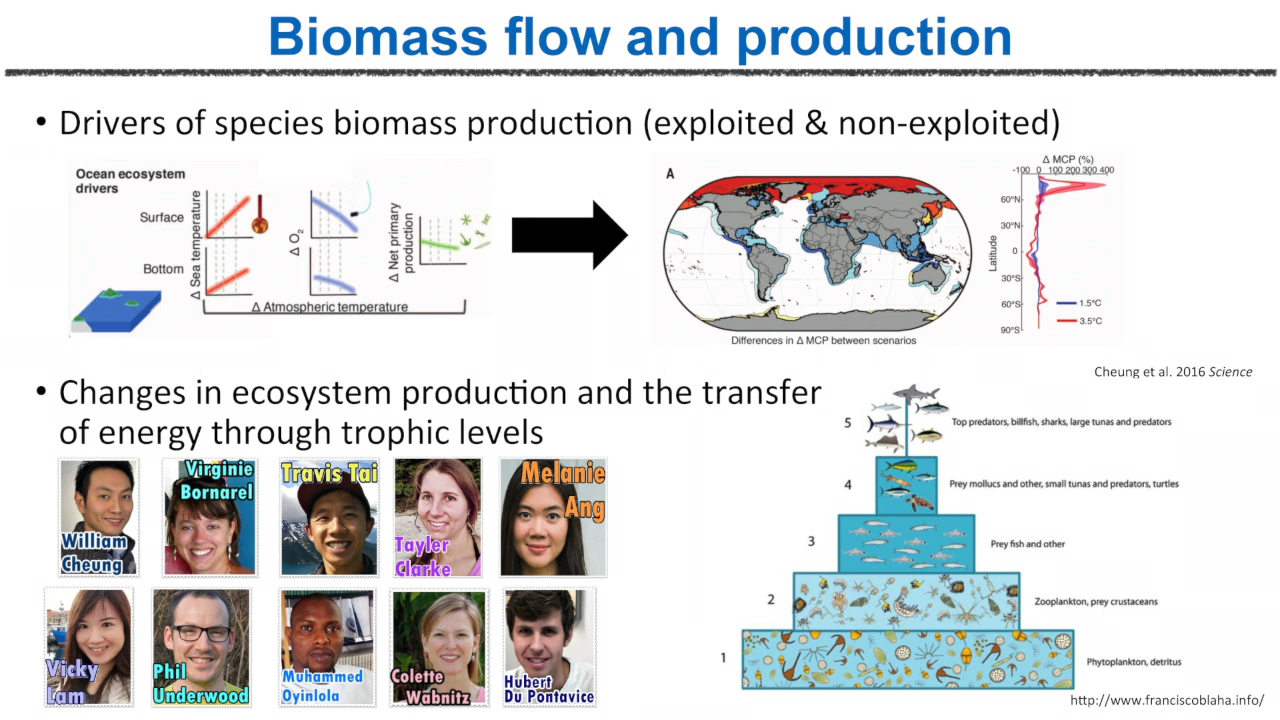 Biomass flow and production
• Drivers of species biomass production (exploited & non-exploited)
Ocean ecosystem
drivers
Surface
Bottom
Δ Sea temperature
Δ O2
Δ Net primary
production
Δ Atmospheric temperature
A
Differences in Δ MCP between scenarios
Δ MCP (%)
-100 0 100 200 300 400
60°N
30°N
0
30°S
60°S
90°S
Latitude
1.5°C
3.5°C
Cheung et al. 2016 Science
• Changes in ecosystem production and the transfer
of energy through trophic levels
William
Cheung
Virginie
Bornarel
Travis Tai
Tayler
Clarke
Melanie
Ang
Vicky
Lam
Phil
Underwood
Muhammed
Oyinlola
Colette
Wabnitz
Hubert
Du Pontavice
5
Top predators, billfish, sharks, large tunas and predators
4
Prey mollucs and other, small tunas and predators, turtles
3
Prey fish and other
2
Zooplankton, prey crustaceans
1
Phytoplankton, detritus
http://www.franciscoblaha.info/